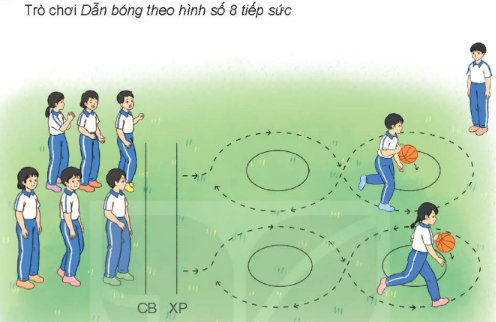 Trò chơi Dẫn bóng theo hình số 8 tiếp sức
CB XP